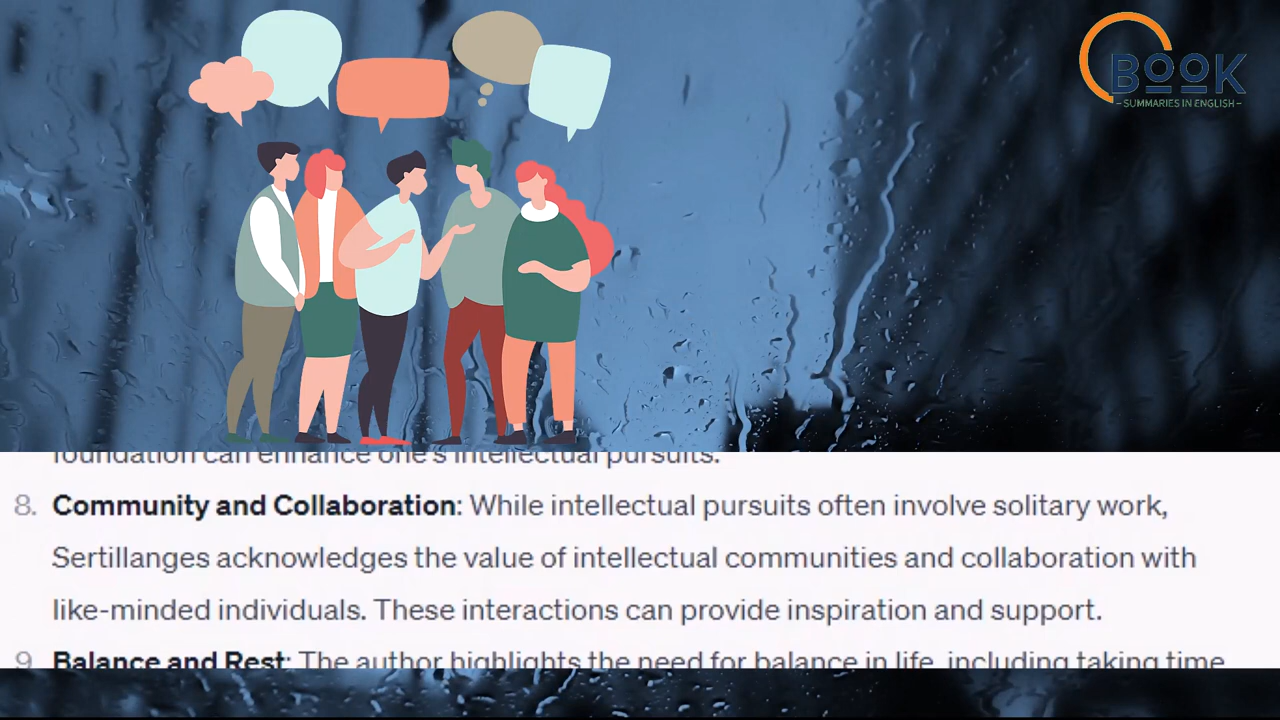 BOOK
– SUMMARIES IN ENGLISH –
foundation can enhance one's intellectual pursuits.
8. Community and Collaboration: While intellectual pursuits often involve solitary work,
Sertillanges acknowledges the value of intellectual communities and collaboration with
like-minded individuals. These interactions can provide inspiration and support.
9. Balance and Rest: The author highlights the need for balance in life, including taking time